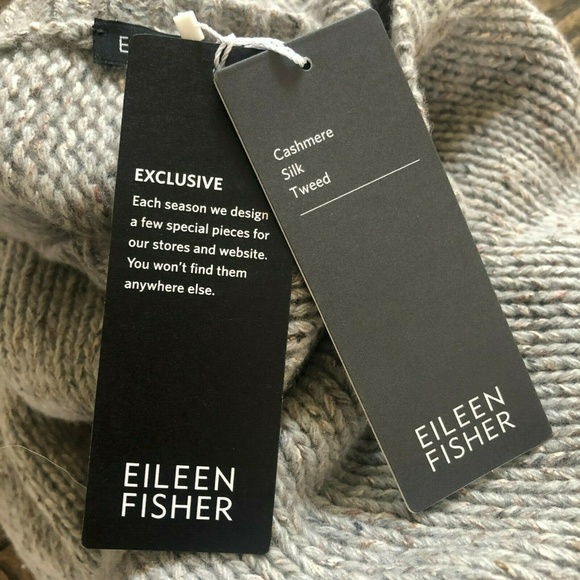 E
EXCLUSIVE
Each season we design
a few special pieces for
our stores and website.
You won't find them
anywhere else.
EILEEN
FISHER
Cashmere
Silk
Tweed
EILEEN
FISHER